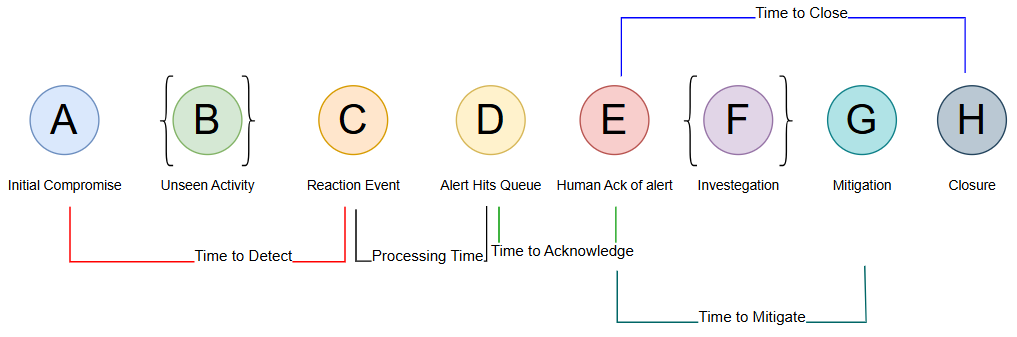 Time to Close
A
{B}
C
D
E
{F}
G
H
Initial Compromise
Unseen Activity
Reaction Event
Alert Hits Queue
Human Ack of alert
Investegation
Mitigation
Closure
Time to Detect
Processing Time
Time to Acknowledge
Time to Mitigate